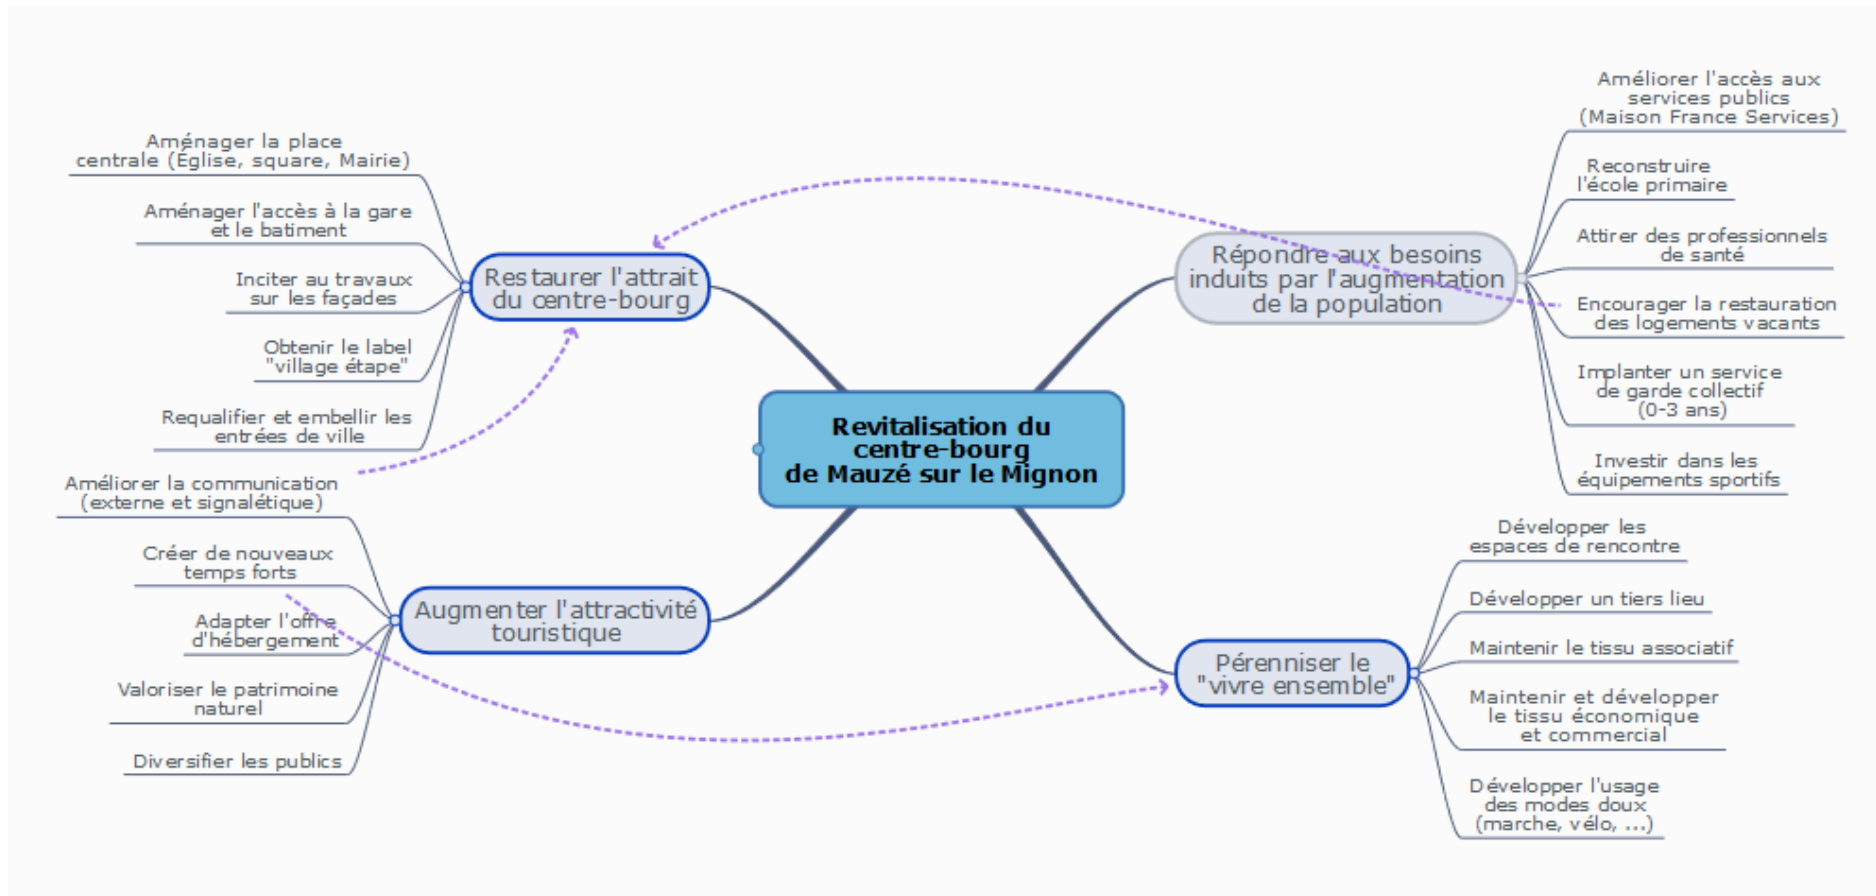 Revitalisation du
centre-bourg
de Mauzé sur le Mignon
Restaurer l'attrait
du centre-bourg
Aménager la place
centrale (Église, square, Mairie)
Aménager l'accès à la gare
et le batiment
Inciter au travaux
sur les façades
Obtenir le label
"village étape"
Requalifier et embellir les
entrées de ville
Augmenter l'attractivité
touristique
Améliorer la communication
(externe et signalétique)
Créer de nouveaux
temps forts
Adapter l'offre
d'hébergement
Valoriser le patrimoine
naturel
Diversifier les publics
Répondre aux besoins
induits par l'augmentation
de la population
Améliorer l'accès aux
services publics
(Maison France Services)
Reconstruire
l'école primaire
Attirer des professionnels
de santé
Encourager la restauration
des logements vacants
Implanter un service
de garde collectif
(0-3 ans)
Investir dans les
équipements sportifs
Pérenniser le
"vivre ensemble"
Développer les
espaces de rencontre
Développer un tiers lieu
Maintenir le tissu associatif
Maintenir et développer
le tissu économique
et commercial
Développer l'usage
des modes doux
(marche, vélo, ...)